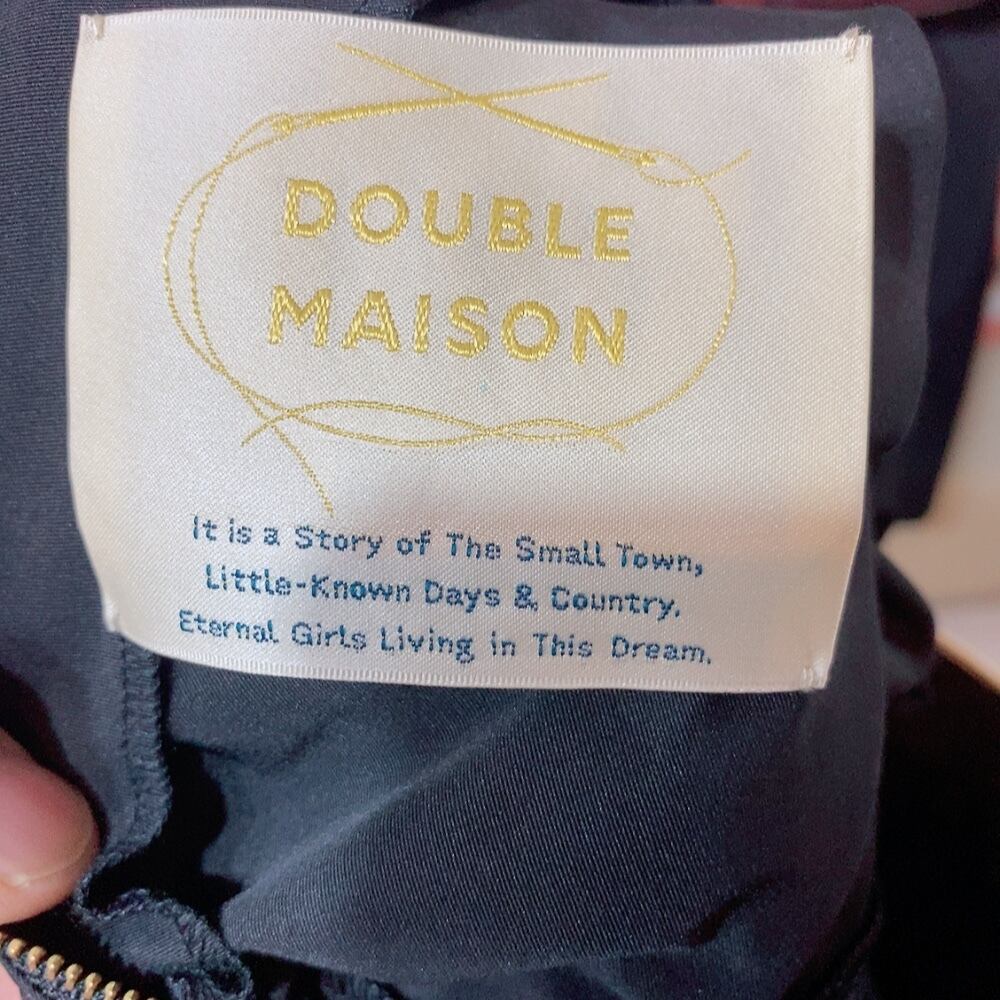 DOUBLE
MAISON
It is a Story of The Small Town,
Little-Known Days & Country,
Eternal Girls Living in This Dream.